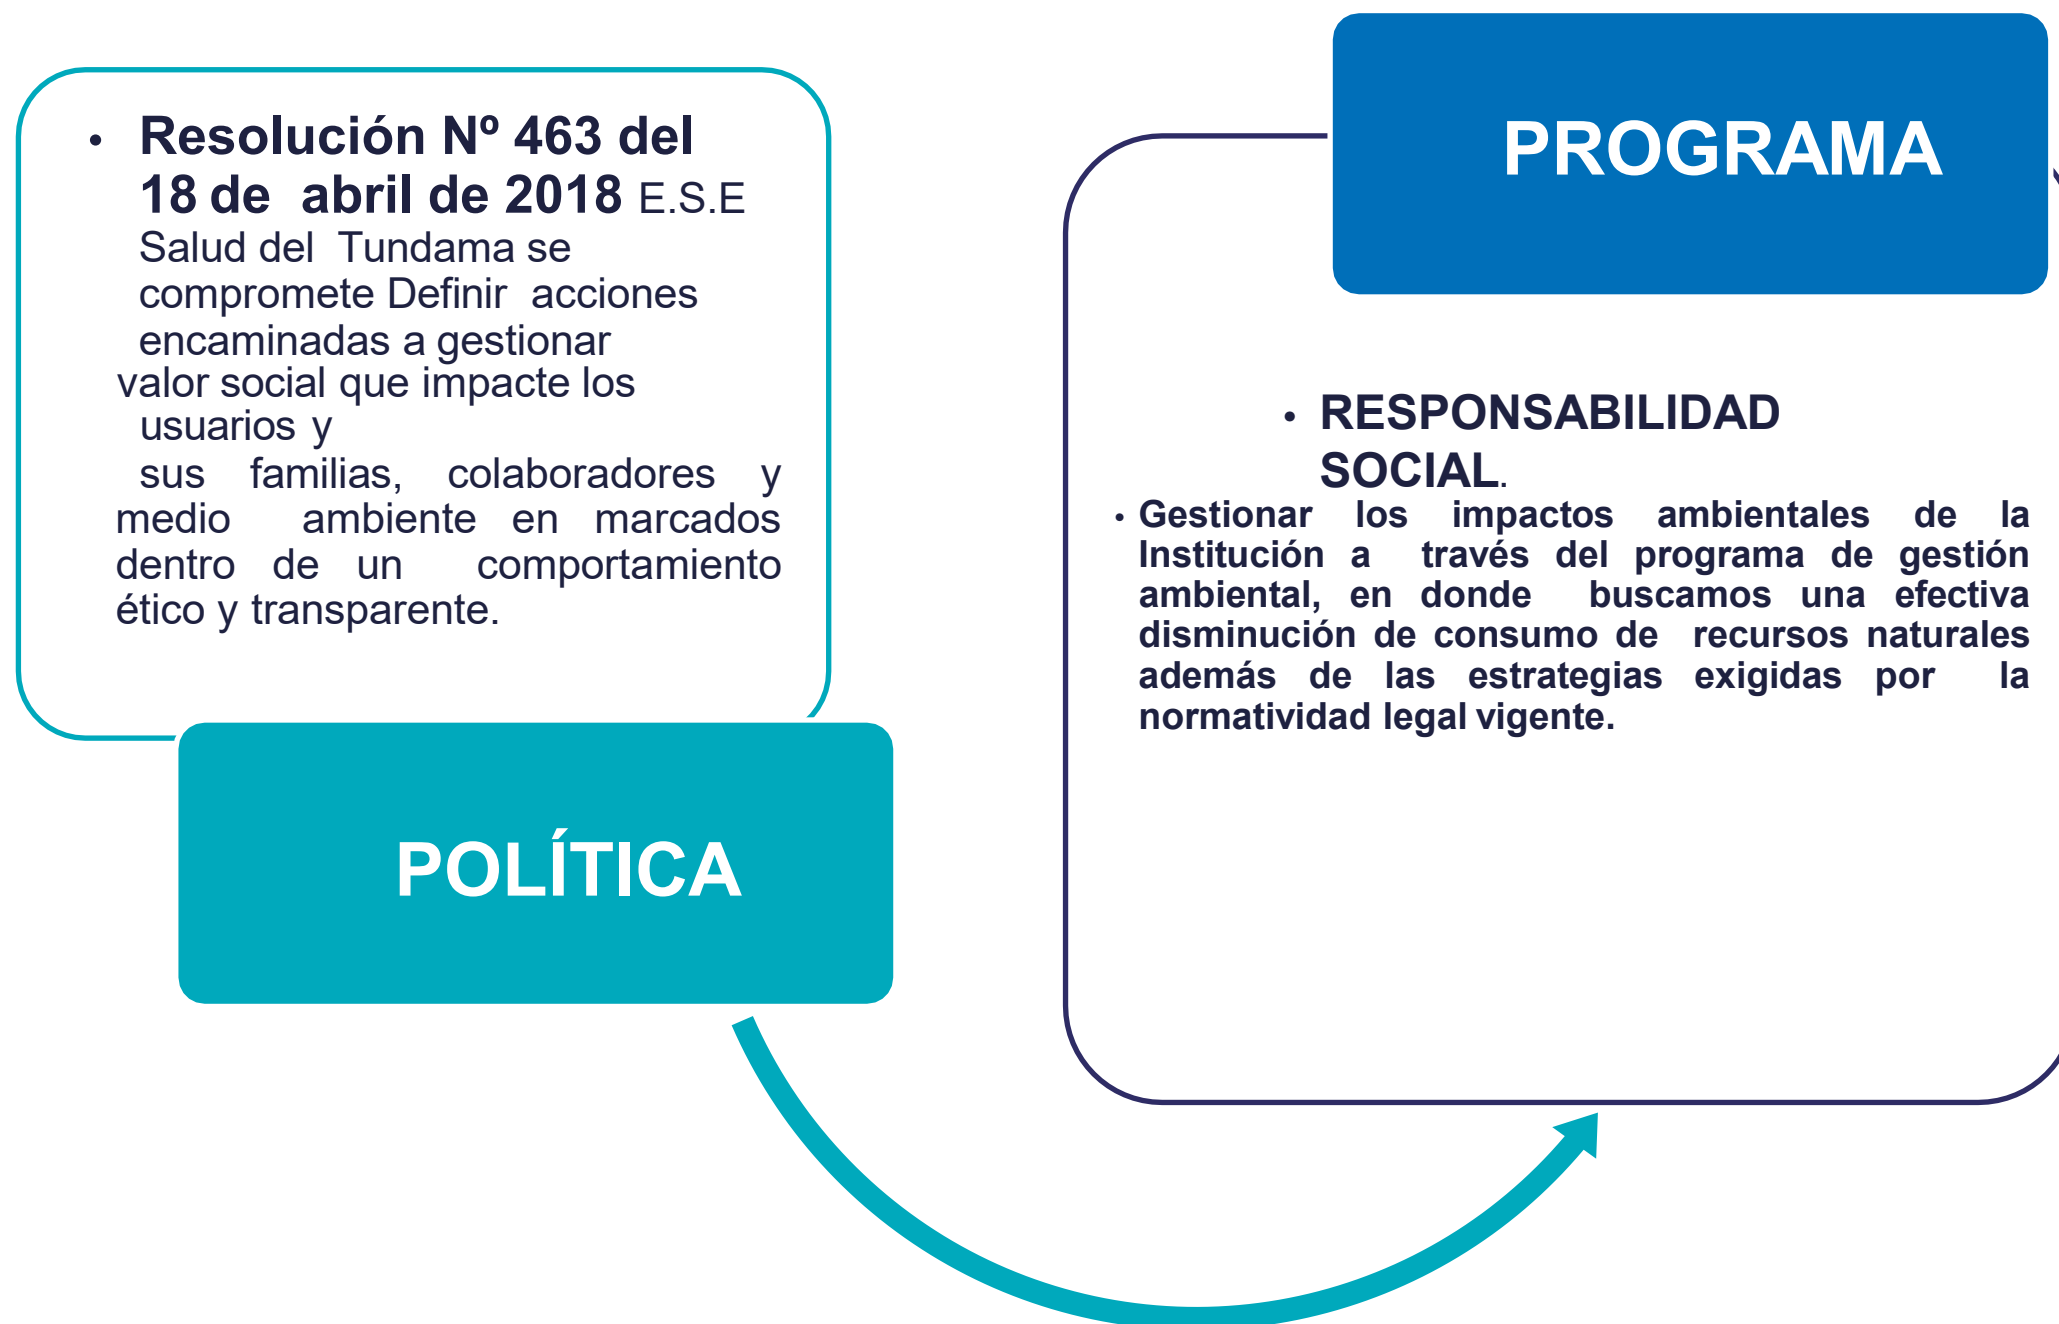 • Resolución Nº 463 del
18 de abril de 2018 E.S.E
Salud del Tundama se
compromete Definir acciones
encaminadas a gestionar
valor social que impacte los
usuarios y
sus familias, colaboradores y
medio ambiente en marcados
dentro de un comportamiento
ético y transparente.
POLÍTICA
PROGRAMA
• RESPONSABILIDAD
SOCIAL.
• Gestionar los impactos ambientales de la
Institución a través del programa de gestión
ambiental, en donde buscamos una efectiva
disminución de consumo de recursos naturales
además de las estrategias exigidas por la
normatividad legal vigente.